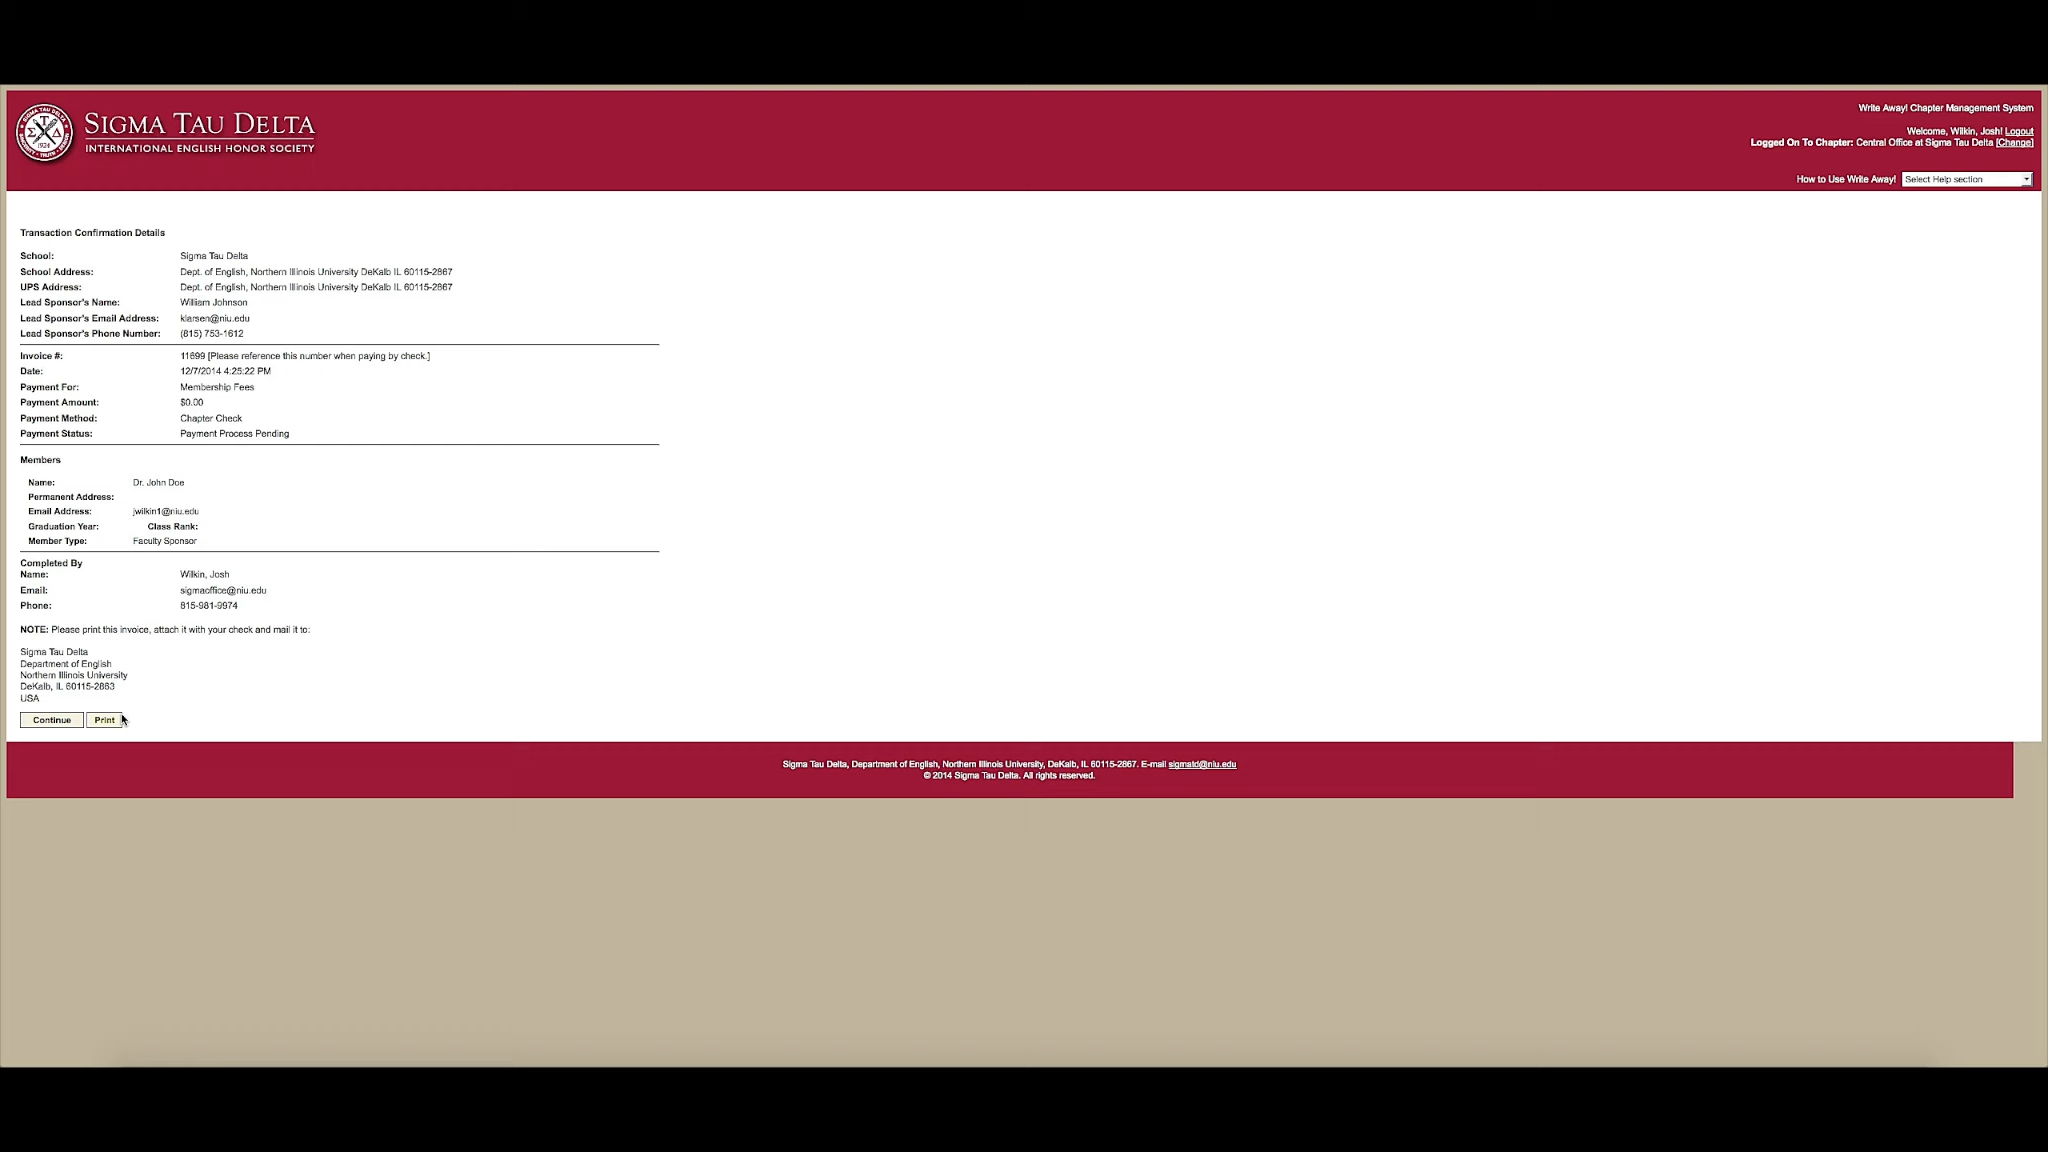 SIGMA TAU DELTA
INTERNATIONAL ENGLISH HONOR SOCIETY
Write Away! Chapter Management System
Welcome, Wilkin, Josh! Logout
Logged On To Chapter: Central Office at Sigma Tau Delta [Change]
How to Use Write Away! Select Help section
Transaction Confirmation Details
School: Sigma Tau Delta
School Address: Dept. of English, Northern Illinois University DeKalb IL 60115-2867
UPS Address: Dept. of English, Northern Illinois University DeKalb IL 60115-2867
Lead Sponsor's Name: William Johnson
Lead Sponsor's Email Address: klarsen@niu.edu
Lead Sponsor's Phone Number: (815) 753-1612
Invoice #: 11699 [Please reference this number when paying by check.]
Date: 12/7/2014 4:25:22 PM
Payment For: Membership Fees
Payment Amount: $0.00
Payment Method: Chapter Check
Payment Status: Payment Process Pending
Members
Name: Dr. John Doe
Permanent Address:
Email Address: jwilkin1@niu.edu
Graduation Year: Class Rank:
Member Type: Faculty Sponsor
Completed By
Name: Wilkin, Josh
Email: sigmaoffice@niu.edu
Phone: 815-981-9974
NOTE: Please print this invoice, attach it with your check and mail it to:
Sigma Tau Delta
Department of English
Northern Illinois University
DeKalb, IL 60115-2863
USA
Continue Print
Sigma Tau Delta, Department of English, Northern Illinois University, DeKalb, IL 60115-2867. E-mail sigmatd@niu.edu
© 2014 Sigma Tau Delta. All rights reserved.